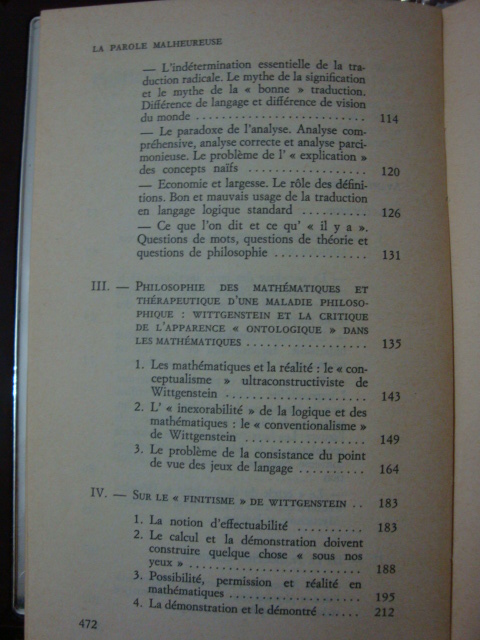 LA PAROLE MALHEUREUSE
— L'indétermination essentielle de la tra-
duction radicale. Le mythe de la signification
et le mythe de la « bonne » traduction.
Différence de langage et différence de vision
du monde . . . . . . . . . . . . . . . . . . . . . . . 114
— Le paradoxe de l'analyse. Analyse com-
préhensive, analyse correcte et analyse parci-
monieuse. Le problème de l' « explication »
des concepts naïfs . . . . . . . . . . . . . . . . . 120
— Economie et largesse. Le rôle des défini-
tions. Bon et mauvais usage de la traduction
en langage logique standard . . . . . . . . . . 126
— Ce que l'on dit et ce qu' « il y a ».
Questions de mots, questions de théorie et
questions de philosophie . . . . . . . . . . . . . 131
III. — PHILOSOPHIE DES MATHÉMATIQUES ET
THÉRAPEUTIQUE D'UNE MALADIE PHILOSO-
PHIQUE : WITTGENSTEIN ET LA CRITIQUE
DE L'APPARENCE « ONTOLOGIQUE » DANS
LES MATHÉMATIQUES . . . . . . . . . . . . . . . . . 135
1. Les mathématiques et la réalité : le « con-
ceptualisme » ultraconstructiviste de
Wittgenstein . . . . . . . . . . . . . . . . . . . 143
2. L' « inexorabilité » de la logique et des
mathématiques : le « conventionalisme »
de Wittgenstein . . . . . . . . . . . . . . . . 149
3. Le problème de la consistance du point
de vue des jeux de langage . . . . . . . . . . 164
IV. — SUR LE « FINITISME » DE WITTGENSTEIN . . 183
1. La notion d'effectuabilité . . . . . . . . . . 183
2. Le calcul et la démonstration doivent
construire quelque chose « sous nos
yeux » . . . . . . . . . . . . . . . . . . . . . . . 188
3. Possibilité, permission et réalité en
mathématiques . . . . . . . . . . . . . . . . . . 195
4. La démonstration et le démontré . . . . . . 212
472